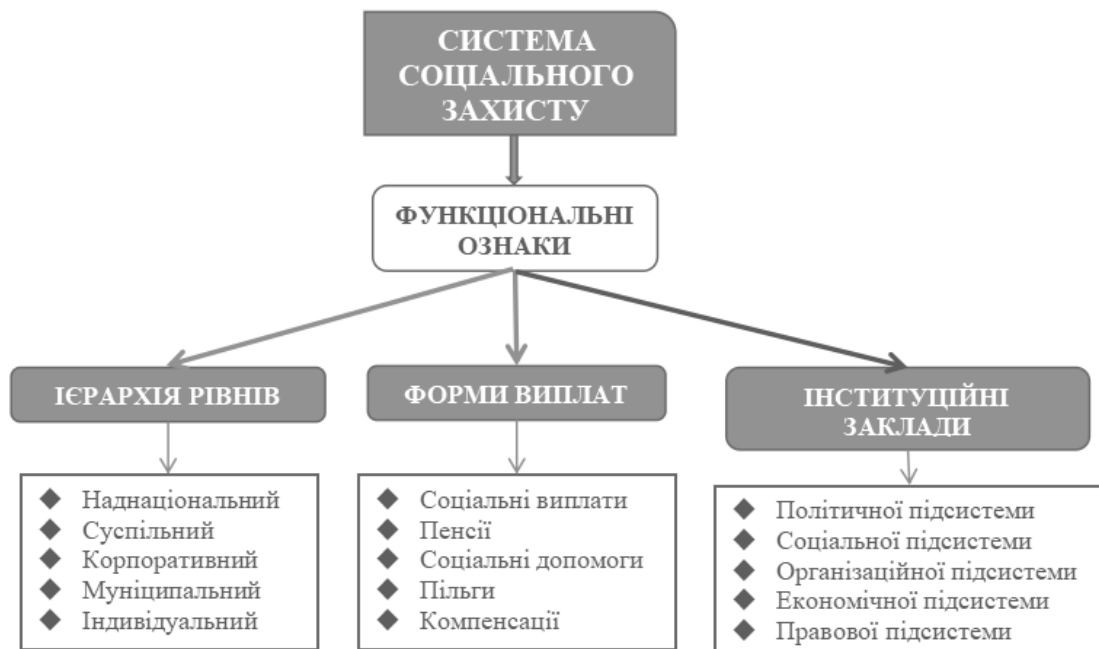 СИСТЕМА
СОЦІАЛЬНОГО
ЗАХИСТУ
ФУНКЦІОНАЛЬНІ
ОЗНАКИ
ІЄРАРХІЯ РІВНІВ
Наднаціональний
Суспільний
Корпоративний
Муніципальний
Індивідуальний
ФОРМИ ВИПЛАТ
Соціальні виплати
Пенсії
Соціальні допомоги
Пільги
Компенсації
ІНСТИТУЦІЙНІ
ЗАКЛАДИ
Політичної підсистеми
Соціальної підсистеми
Організаційної підсистеми
Економічної підсистеми
Правової підсистеми